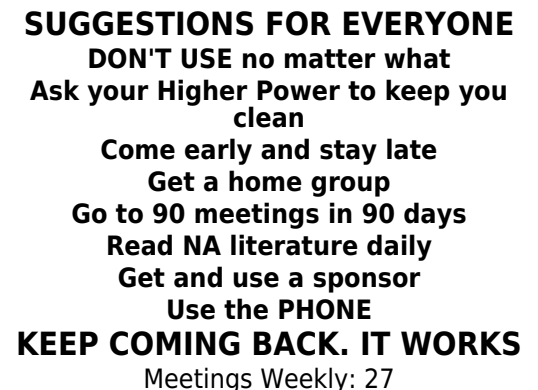 SUGGESTIONS FOR EVERYONE
DON'T USE no matter what
Ask your Higher Power to keep you
clean
Come early and stay late
Get a home group
Go to 90 meetings in 90 days
Read NA literature daily
Get and use a sponsor
Use the PHONE
KEEP COMING BACK. IT WORKS
Meetings Weekly: 27